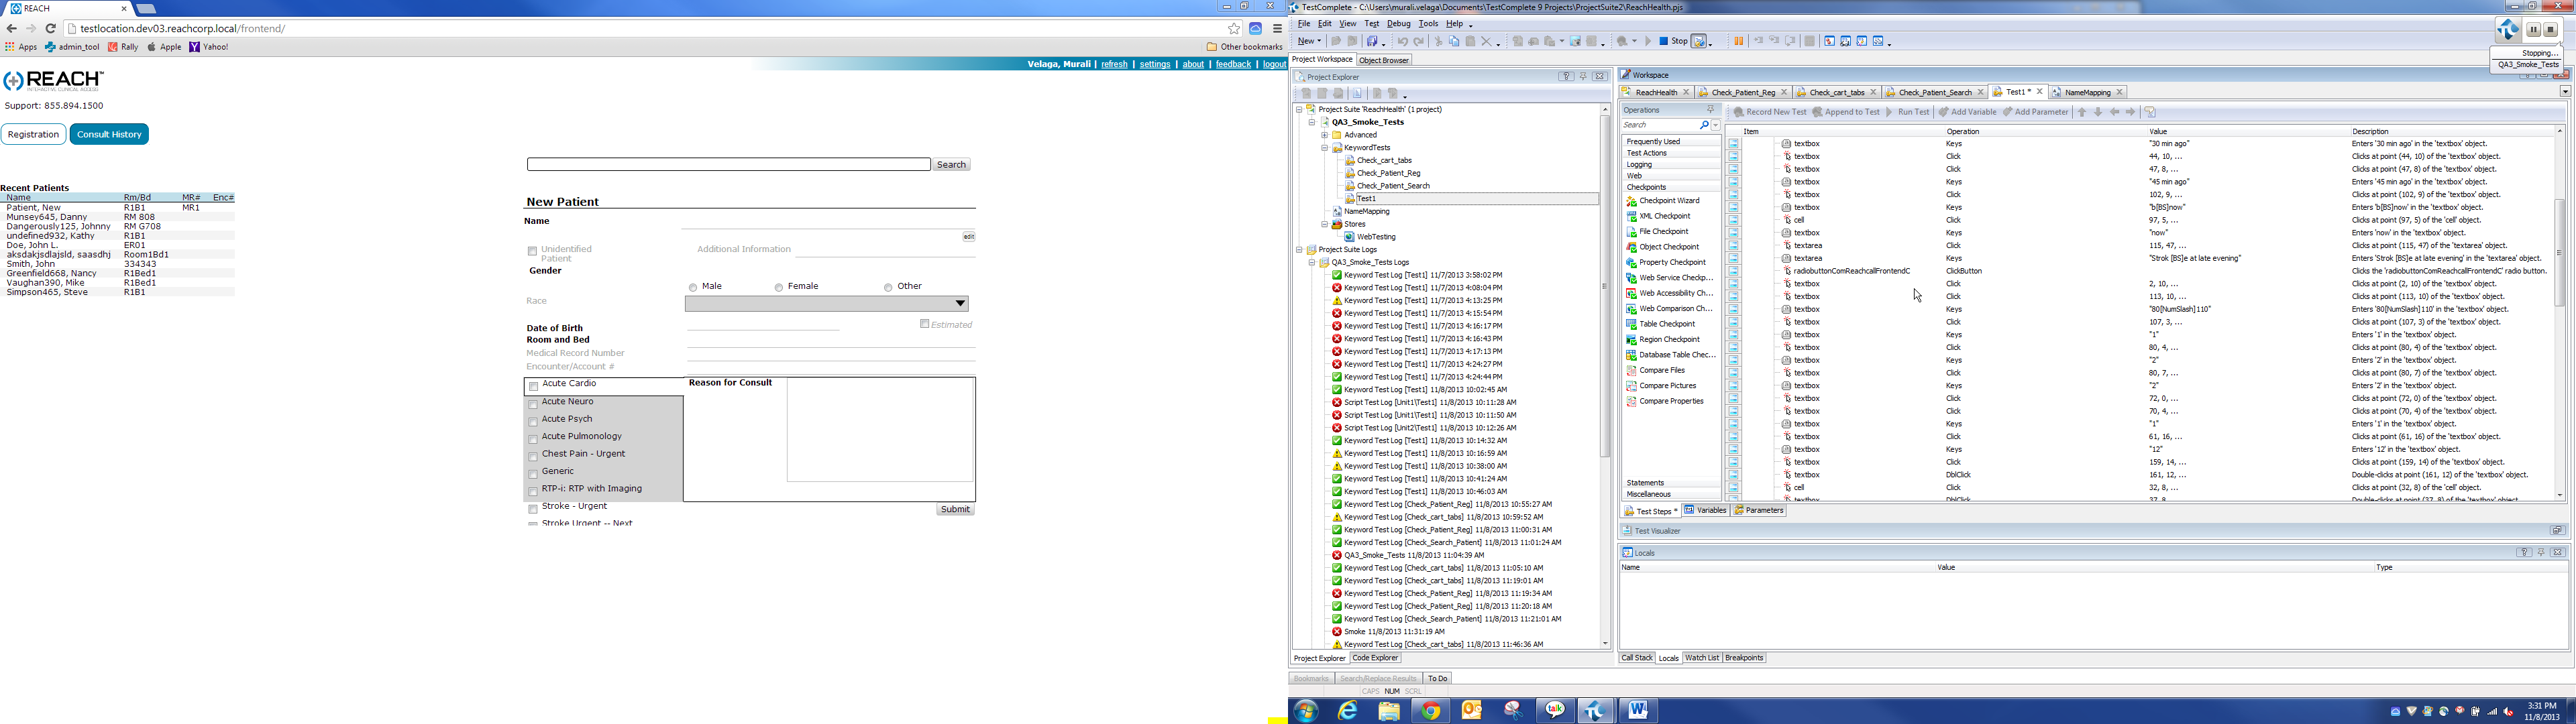 REACH
testlocation.dev03.reachcorp.local/frontend/
Apps admin_tool Rally Apple Yahoo! Other bookmarks
Velaga, Murali | refresh | settings | about | feedback | logout
REACH™
INTERACTIVE CLINICAL ACCESS
Support: 855.894.1500
Registration Consult History
Search
Recent Patients
Name Rm/Bd MR# Enc#
Patient, New R1B1 MR1
Munsey645, Danny RM 808
Dangerously125, Johnny RM G708
undefined932, Kathy R1B1
Doe, John L. ER01
aksdakjsdlajsld, saasdhj Room1Bd1
Smith, John 334343
Greenfield668, Nancy R1Bed1
Vaughan390, Mike R1Bed1
Simpson465, Steve R1B1
New Patient
Name
edit
Unidentified Patient Additional Information
Gender
Male Female Other
Race
Date of Birth Estimated
Room and Bed
Medical Record Number
Encounter/Account #
Acute Cardio Reason for Consult
Acute Neuro
Acute Psych
Acute Pulmonology
Chest Pain - Urgent
Generic
RTP-i: RTP with Imaging
Stroke - Urgent
Stroke Urgent -- Next
Submit
TestComplete - C:\Users\murali.velaga\Documents\TestComplete 9 Projects\ProjectSuite2\ReachHealth.pjs
File Edit View Test Debug Tools Help
New Stop
Stopping...
QA3_Smoke_Tests
Project Workspace Object Browser
Project Explorer
Project Suite 'ReachHealth' (1 project)
QA3_Smoke_Tests
Advanced
KeywordTests
Check_cart_tabs
Check_Patient_Reg
Check_Patient_Search
Test1
NameMapping
Stores
WebTesting
Project Suite Logs
QA3_Smoke_Tests Logs
Keyword Test Log [Test1] 11/7/2013 3:58:02 PM
Keyword Test Log [Test1] 11/7/2013 4:08:04 PM
Keyword Test Log [Test1] 11/7/2013 4:13:25 PM
Keyword Test Log [Test1] 11/7/2013 4:15:54 PM
Keyword Test Log [Test1] 11/7/2013 4:16:17 PM
Keyword Test Log [Test1] 11/7/2013 4:16:43 PM
Keyword Test Log [Test1] 11/7/2013 4:17:13 PM
Keyword Test Log [Test1] 11/7/2013 4:24:27 PM
Keyword Test Log [Test1] 11/7/2013 4:24:44 PM
Keyword Test Log [Test1] 11/8/2013 10:02:45 AM
Script Test Log [Unit1\Test1] 11/8/2013 10:11:28 AM
Script Test Log [Unit1\Test1] 11/8/2013 10:11:50 AM
Script Test Log [Unit2\Test1] 11/8/2013 10:12:26 AM
Keyword Test Log [Test1] 11/8/2013 10:14:32 AM
Keyword Test Log [Test1] 11/8/2013 10:16:59 AM
Keyword Test Log [Test1] 11/8/2013 10:38:00 AM
Keyword Test Log [Test1] 11/8/2013 10:41:24 AM
Keyword Test Log [Test1] 11/8/2013 10:46:03 AM
Keyword Test Log [Check_Patient_Reg] 11/8/2013 10:55:27 AM
Keyword Test Log [Check_cart_tabs] 11/8/2013 10:59:52 AM
Keyword Test Log [Check_Patient_Reg] 11/8/2013 11:00:31 AM
Keyword Test Log [Check_Search_Patient] 11/8/2013 11:01:24 AM
QA3_Smoke_Tests 11/8/2013 11:04:39 AM
Keyword Test Log [Check_cart_tabs] 11/8/2013 11:05:10 AM
Keyword Test Log [Check_cart_tabs] 11/8/2013 11:19:01 AM
Keyword Test Log [Check_Patient_Reg] 11/8/2013 11:19:34 AM
Keyword Test Log [Check_Patient_Reg] 11/8/2013 11:20:18 AM
Keyword Test Log [Check_Search_Patient] 11/8/2013 11:21:01 AM
Smoke 11/8/2013 11:31:19 AM
Keyword Test Log [Check_cart_tabs] 11/8/2013 11:46:36 AM
Project Explorer Code Explorer
Workspace
ReachHealth Check_Patient_Reg Check_cart_tabs Check_Patient_Search Test1 * NameMapping
Operations
Search
Frequently Used
Test Actions
Logging
Web
Checkpoints
Checkpoint Wizard
XML Checkpoint
File Checkpoint
Object Checkpoint
Property Checkpoint
Web Service Checkp...
Web Accessibility Ch...
Web Comparison Ch...
Table Checkpoint
Region Checkpoint
Database Table Chec...
Compare Files
Compare Pictures
Compare Properties
Statements
Miscellaneous
Record New Test Append to Test Run Test Add Variable Add Parameter
Item Operation Value Description
textbox Keys "30 min ago" Enters '30 min ago' in the 'textbox' object.
textbox Click 44, 10, ... Clicks at point (44, 10) of the 'textbox' object.
textbox Click 47, 8, ... Clicks at point (47, 8) of the 'textbox' object.
textbox Keys "45 min ago" Enters '45 min ago' in the 'textbox' object.
textbox Click 102, 9, ... Clicks at point (102, 9) of the 'textbox' object.
textbox Keys "b[BS]now" Enters 'b[BS]now' in the 'textbox' object.
cell Click 97, 5, ... Clicks at point (97, 5) of the 'cell' object.
textbox Keys "now" Enters 'now' in the 'textbox' object.
textarea Click 115, 47, ... Clicks at point (115, 47) of the 'textarea' object.
textarea Keys "Strok [BS]e at late evening" Enters 'Strok [BS]e at late evening' in the 'textarea' object.
radiobuttonComReachcallFrontendC ClickButton Clicks the 'radiobuttonComReachcallFrontendC' radio button.
textbox Click 2, 10, ... Clicks at point (2, 10) of the 'textbox' object.
textbox Click 113, 10, ... Clicks at point (113, 10) of the 'textbox' object.
textbox Keys "80[NumSlash]110" Enters '80[NumSlash]110' in the 'textbox' object.
textbox Click 107, 3, ... Clicks at point (107, 3) of the 'textbox' object.
textbox Keys "1" Enters '1' in the 'textbox' object.
textbox Click 80, 4, ... Clicks at point (80, 4) of the 'textbox' object.
textbox Keys "2" Enters '2' in the 'textbox' object.
textbox Click 80, 7, ... Clicks at point (80, 7) of the 'textbox' object.
textbox Keys "2" Enters '2' in the 'textbox' object.
textbox Click 72, 0, ... Clicks at point (72, 0) of the 'textbox' object.
textbox Click 70, 4, ... Clicks at point (70, 4) of the 'textbox' object.
textbox Keys "1" Enters '1' in the 'textbox' object.
textbox Click 61, 16, ... Clicks at point (61, 16) of the 'textbox' object.
textbox Keys "12" Enters '12' in the 'textbox' object.
textbox Click 159, 14, ... Clicks at point (159, 14) of the 'textbox' object.
textbox DblClick 161, 12, ... Double-clicks at point (161, 12) of the 'textbox' object.
cell Click 32, 8, ... Clicks at point (32, 8) of the 'cell' object.
textbox DblClick 37, 8, ... Double-clicks at point (37, 8) of the 'textbox' object.
Test Steps * Variables Parameters
Test Visualizer
Locals
Name Value Type
Call Stack Locals Watch List Breakpoints
Bookmarks Search/Replace Results To Do
CAPS NUM SCRL
talk
3:31 PM
11/8/2013